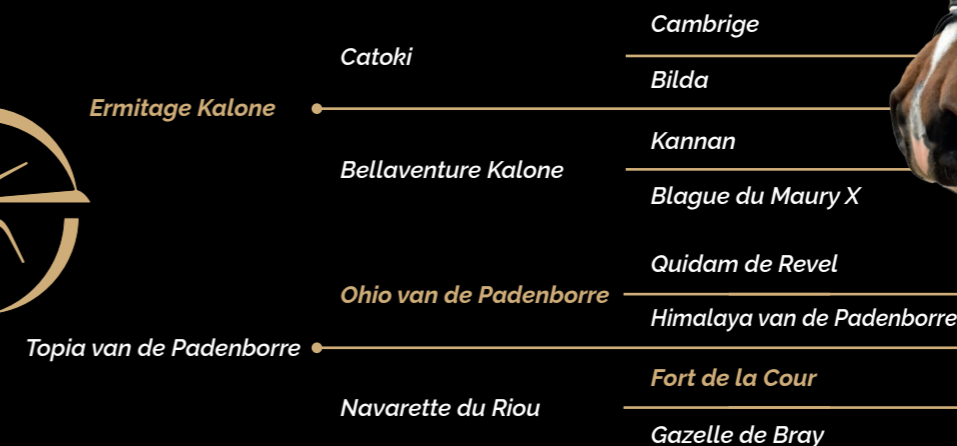 Cambrige
Catoki
Bilda
Ermitage Kalone
Kannan
Bellaventure Kalone
Blague du Maury X
Quidam de Revel
Ohio van de Padenborre
Himalaya van de Padenborre
Topia van de Padenborre
Fort de la Cour
Navarette du Riou
Gazelle de Bray